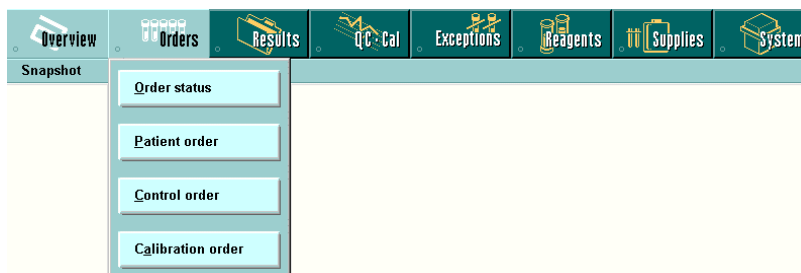 Overview Orders Results QC-Cal Exceptions Reagents Supplies System
Snapshot
Order status
Patient order
Control order
Calibration order